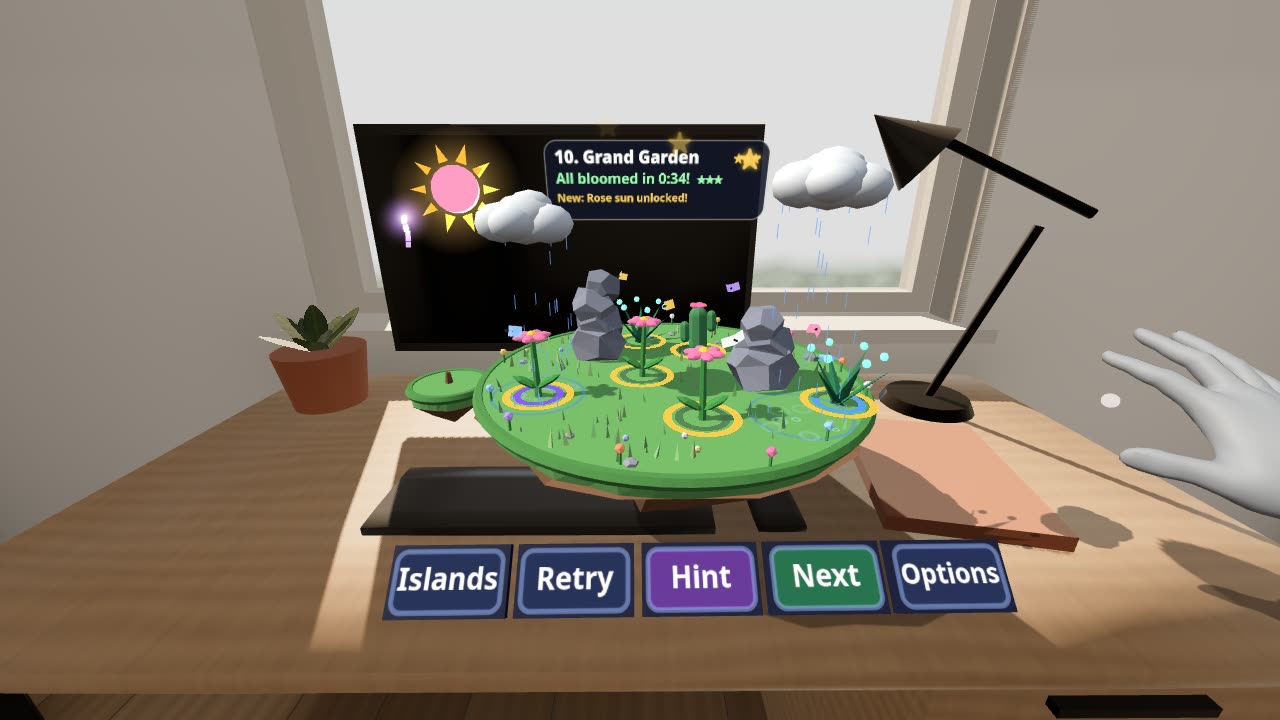 10. Grand Garden
All bloomed in 0:34! ★★★
New: Rose sun unlocked!
Islands
Retry
Hint
Next
Options